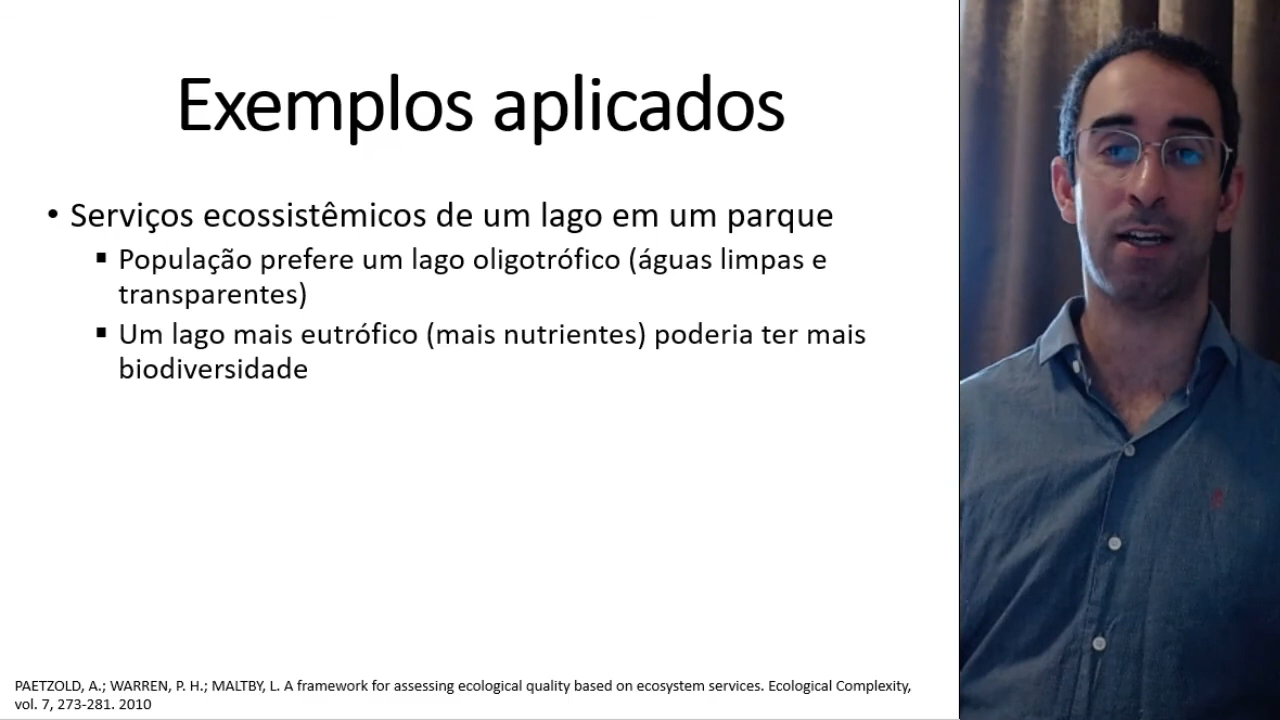 Exemplos aplicados
• Serviços ecossistêmicos de um lago em um parque
▪ População prefere um lago oligotrófico (águas limpas e
transparentes)
▪ Um lago mais eutrófico (mais nutrientes) poderia ter mais
biodiversidade
PAETZOLD, A.; WARREN, P. H.; MALTBY, L. A framework for assessing ecological quality based on ecosystem services. Ecological Complexity,
vol. 7, 273-281. 2010